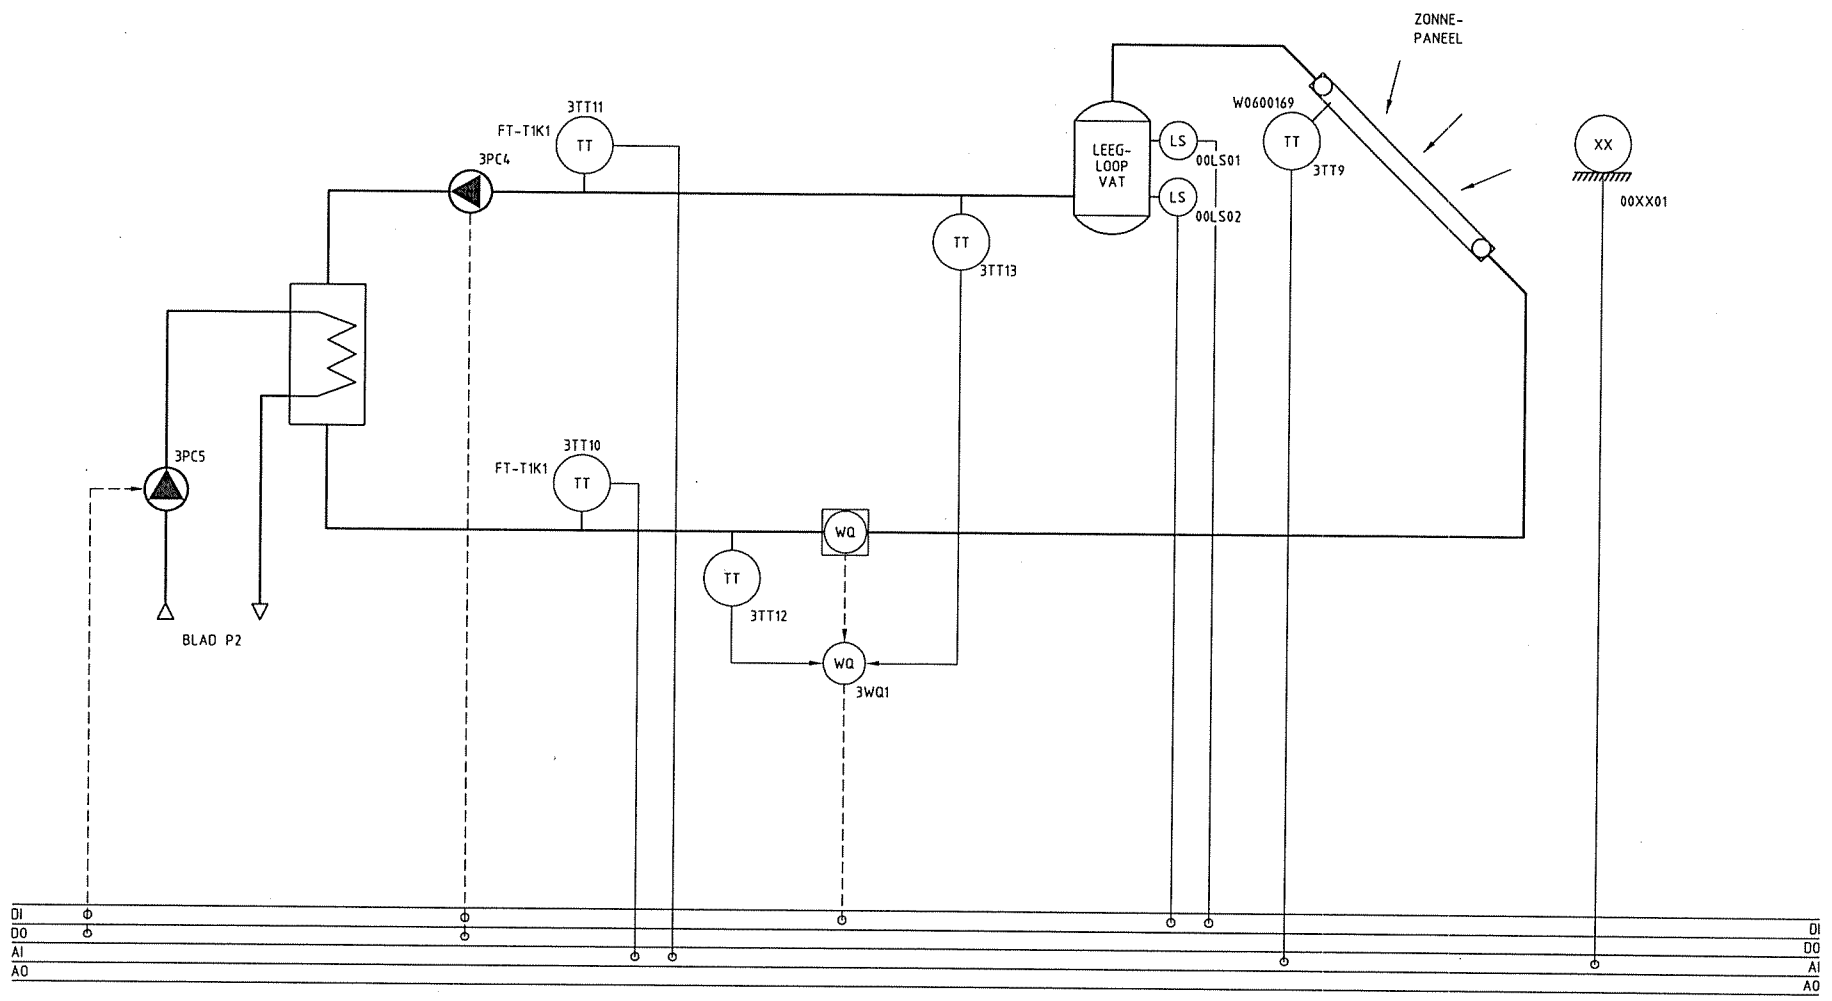 ZONNE-
PANEEL
3TT11
FT-T1K1
TT
3PC4
W0600169
TT
3TT9
LEEG-
LOOP
VAT
LS
00LS01
LS
00LS02
XX
00XX01
TT
3TT13
3TT10
FT-T1K1
TT
3PC5
WQ
TT
3TT12
BLAD P2
WQ
3WQ1
DI
DO
AI
AO
DI
DO
AI
AO